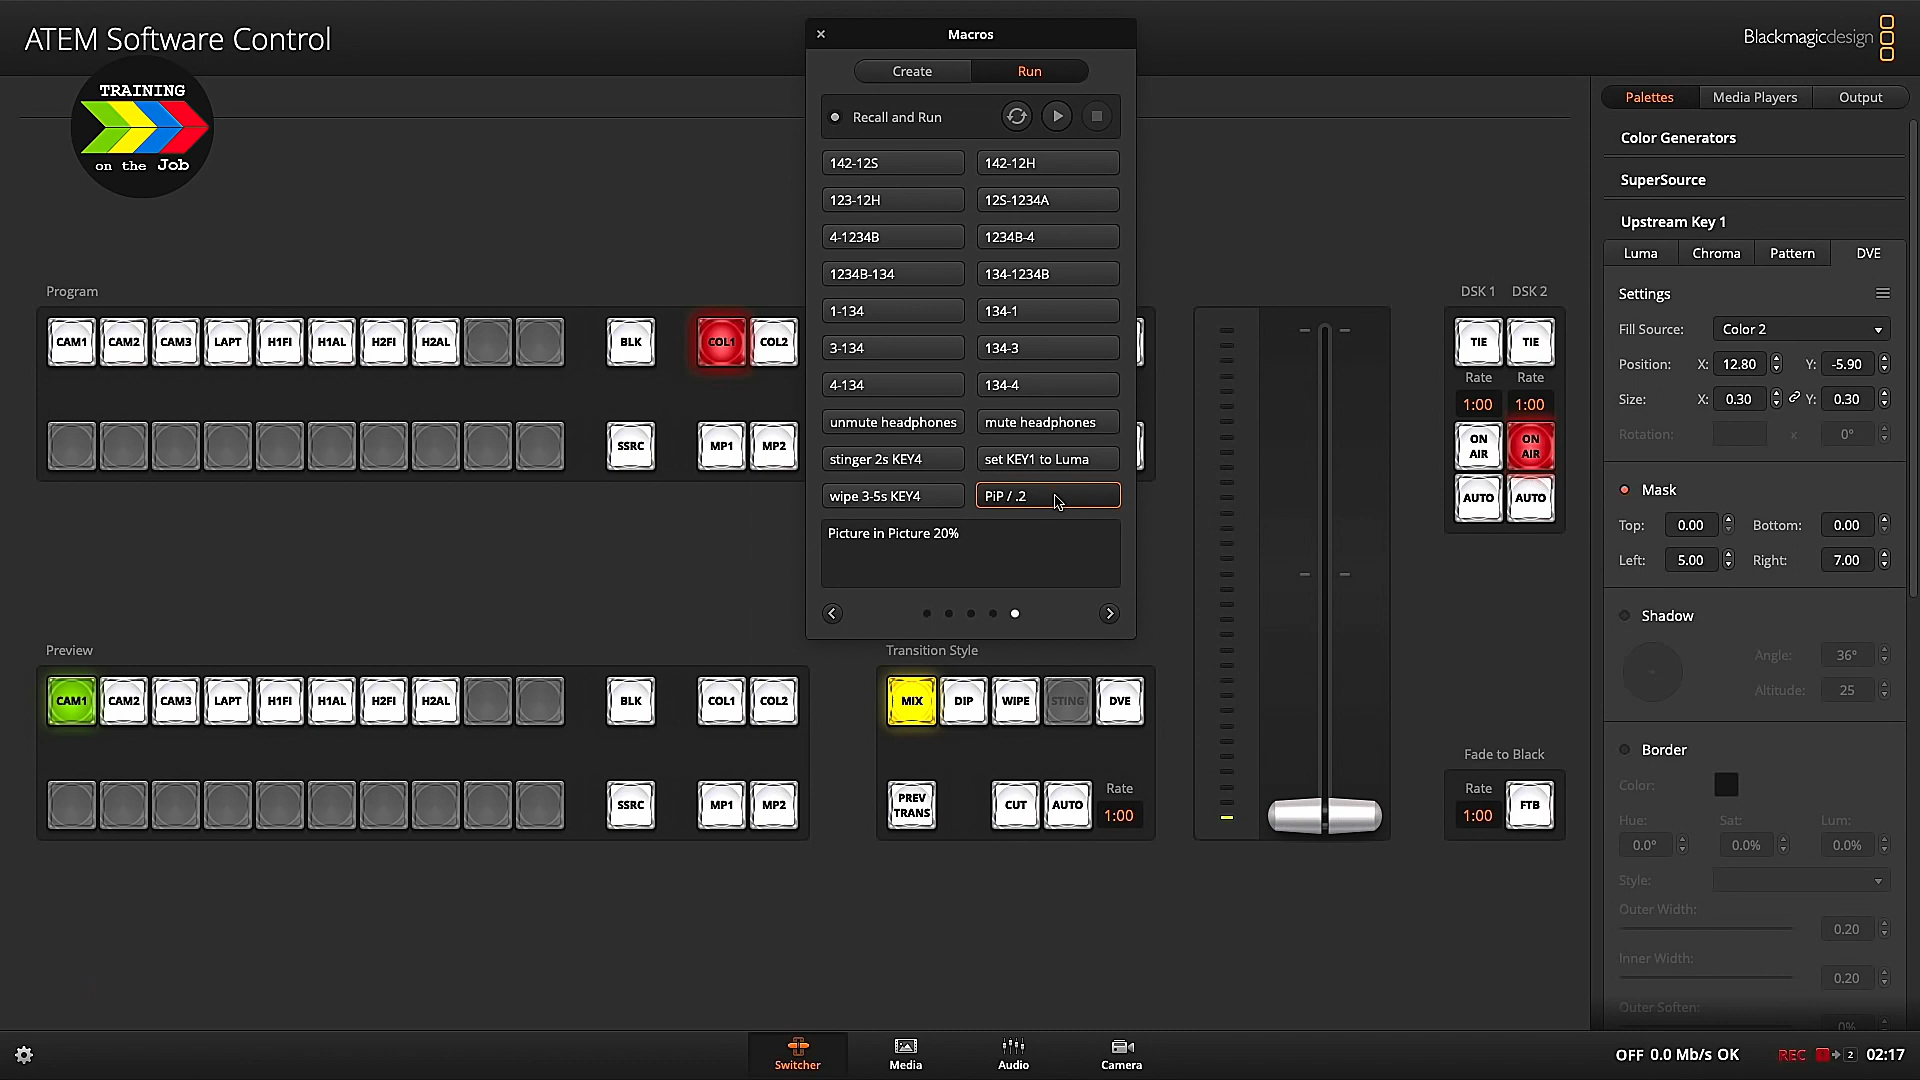 ATEM Software Control
Blackmagicdesign
TRAINING
on the Job
Macros
Create
Run
Recall and Run
142-12S
142-12H
123-12H
12S-1234A
4-1234B
1234B-4
1234B-134
134-1234B
1-134
134-1
3-134
134-3
4-134
134-4
unmute headphones
mute headphones
stinger 2s KEY4
set KEY1 to Luma
wipe 3-5s KEY4
PiP / .2
Picture in Picture 20%
Program
CAM1 CAM2 CAM3 LAPT H1FI H1AL H2FI H2AL BLK COL1 COL2
SSRC MP1 MP2
Preview
CAM1 CAM2 CAM3 LAPT H1FI H1AL H2FI H2AL BLK COL1 COL2
SSRC MP1 MP2
Transition Style
MIX DIP WIPE STING DVE
PREV
TRANS
CUT AUTO
Rate
1:00
DSK 1 DSK 2
TIE TIE
Rate Rate
1:00 1:00
ON
AIR
ON
AIR
AUTO AUTO
Fade to Black
Rate
1:00
FTB
Palettes Media Players Output
Color Generators
SuperSource
Upstream Key 1
Luma Chroma Pattern DVE
Settings
Fill Source: Color 2
Position: X: 12.80 Y: -5.90
Size: X: 0.30 Y: 0.30
Rotation: x 0°
Mask
Top: 0.00 Bottom: 0.00
Left: 5.00 Right: 7.00
Shadow
Angle: 36°
Altitude: 25
Border
Color:
Hue: Sat: Lum:
0.0° 0.0% 0.0%
Style:
Outer Width:
0.20
Inner Width:
0.20
Outer Soften:
0%
Switcher Media Audio Camera
OFF 0.0 Mb/s OK REC 2 02:17